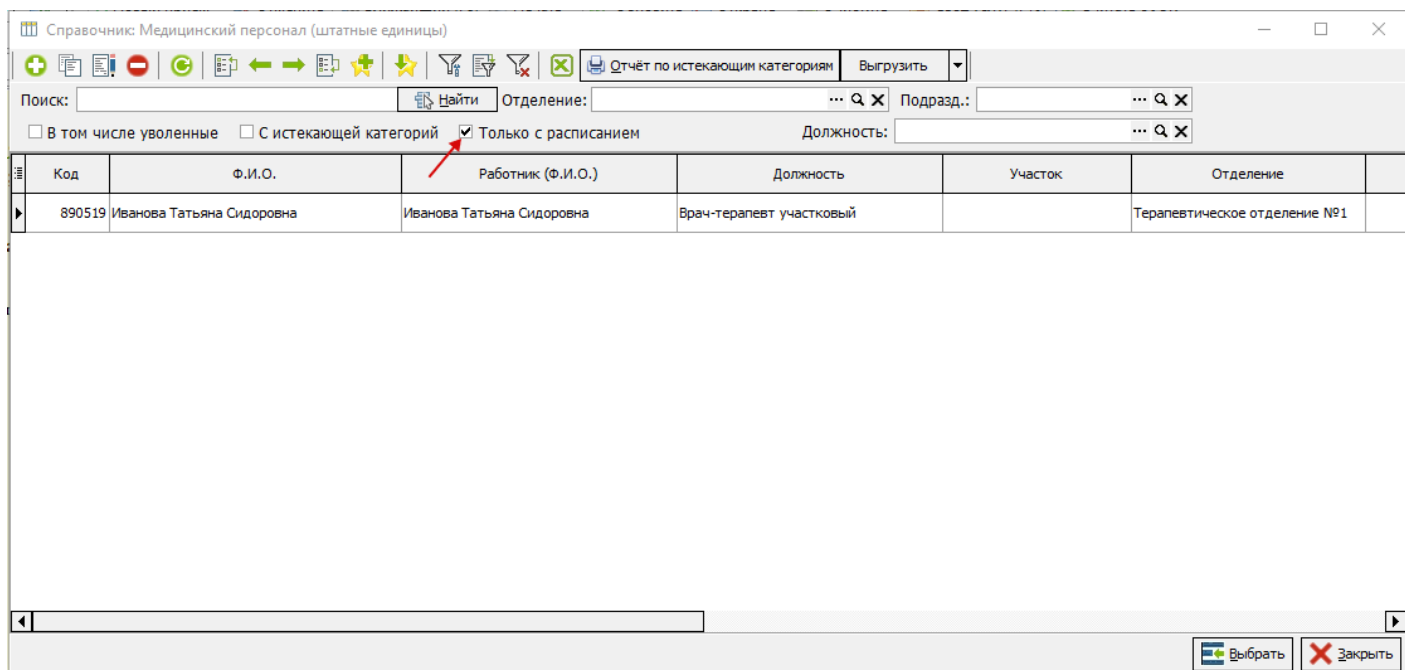 Справочник: Медицинский персонал (штатные единицы)
Отчёт по истекающим категориям Выгрузить
Поиск: Найти Отделение: Подразд.:
В том числе уволенные С истекающей категорий Только с расписанием Должность:
Код Ф.И.О. Работник (Ф.И.О.) Должность Участок Отделение
890519 Иванова Татьяна Сидоровна Иванова Татьяна Сидоровна Врач-терапевт участковый Терапевтическое отделение №1
Выбрать Закрыть